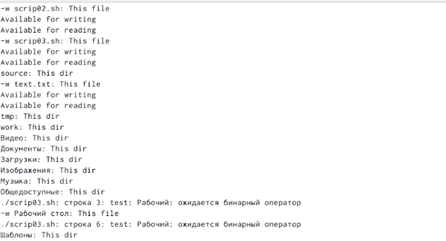 -w scrip02.sh: This file
Available for writing
Available for reading
-w scrip03.sh: This file
Available for writing
Available for reading
source: This dir
-w text.txt: This file
Available for writing
Available for reading
tmp: This dir
work: This dir
Видео: This dir
Документы: This dir
Загрузки: This dir
Изображения: This dir
Музыка: This dir
Общедоступные: This dir
./scrip03.sh: строка 3: test: Рабочий: ожидается бинарный оператор
-w Рабочий стол: This file
./scrip03.sh: строка 6: test: Рабочий: ожидается бинарный оператор
Шаблоны: This dir